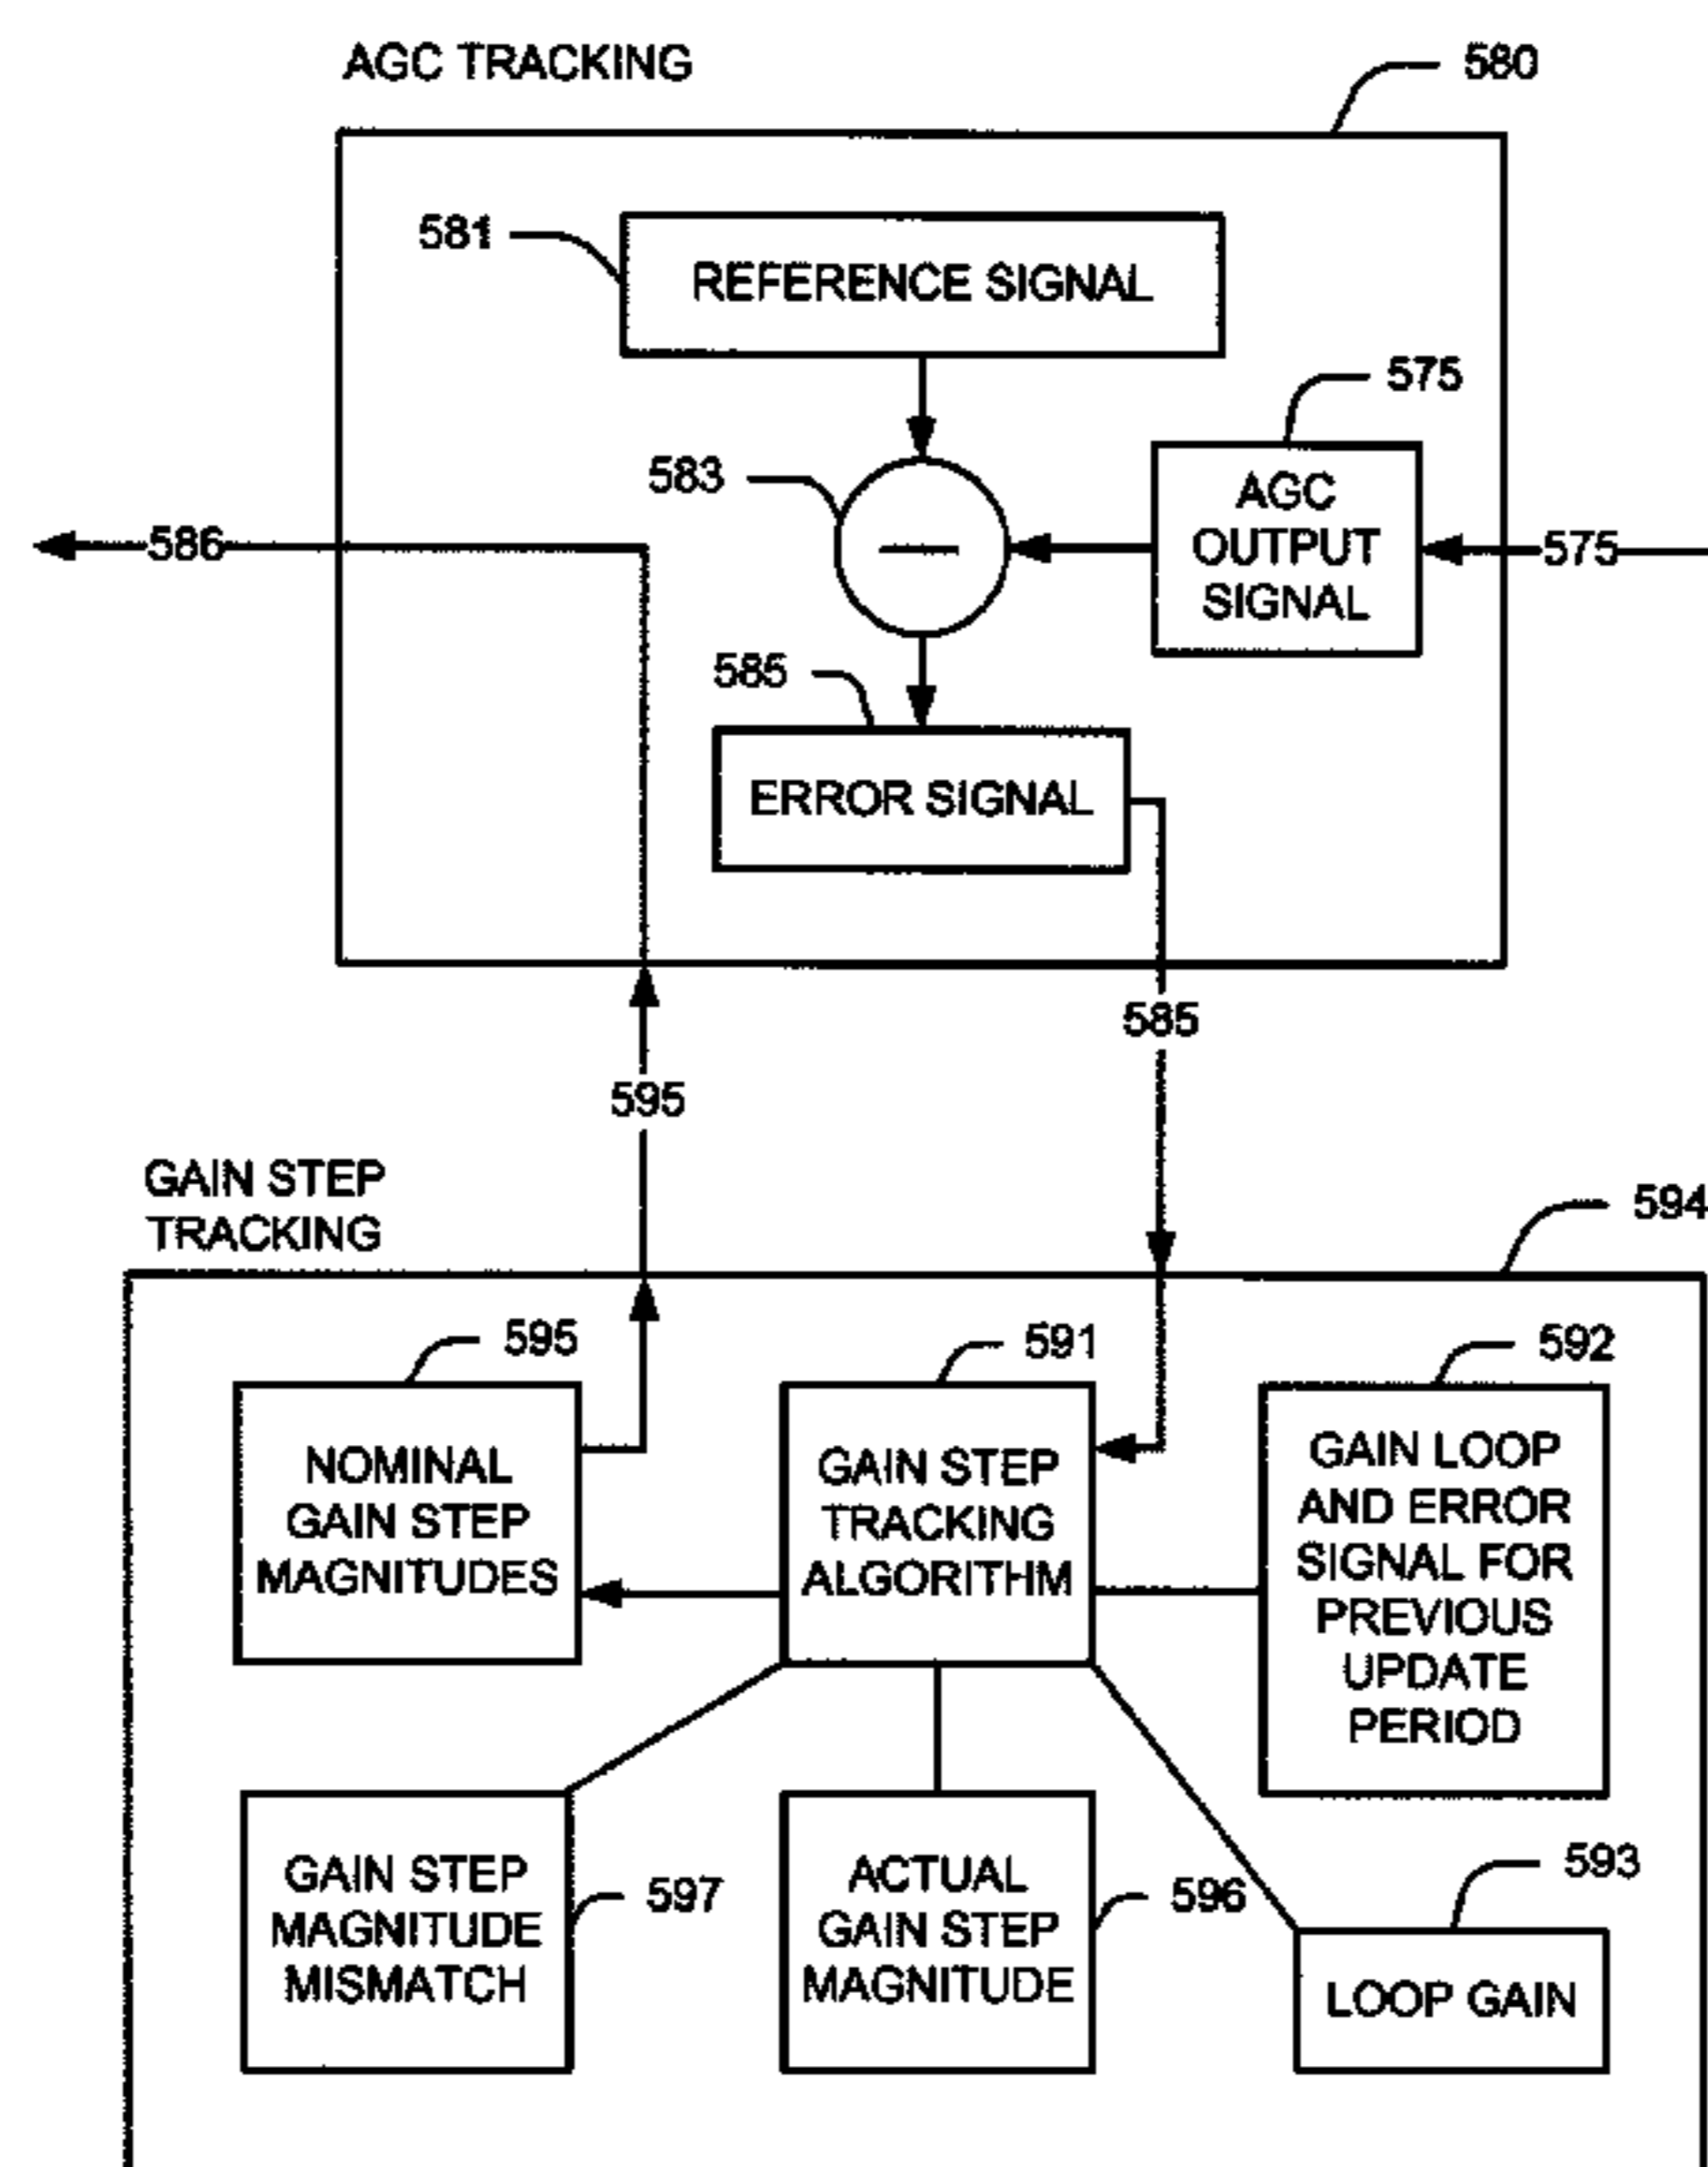 AGC TRACKING
580
581
REFERENCE SIGNAL
575
583
AGC
OUTPUT
SIGNAL
586
575
585
ERROR SIGNAL
585
595
GAIN STEP
TRACKING
594
595
591
592
NOMINAL
GAIN STEP
MAGNITUDES
GAIN STEP
TRACKING
ALGORITHM
GAIN LOOP
AND ERROR
SIGNAL FOR
PREVIOUS
UPDATE
PERIOD
GAIN STEP
MAGNITUDE
MISMATCH
597
ACTUAL
GAIN STEP
MAGNITUDE
596
593
LOOP GAIN